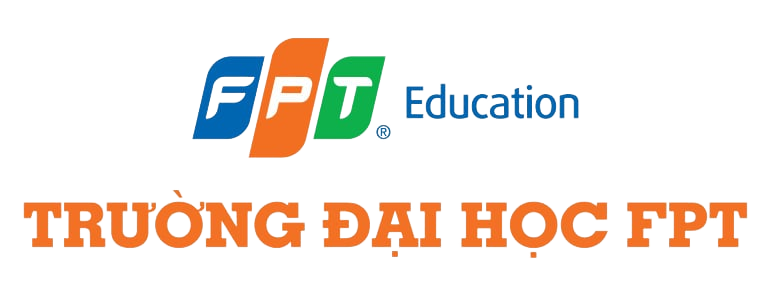 FPT® Education
TRƯỜNG ĐẠI HỌC FPT